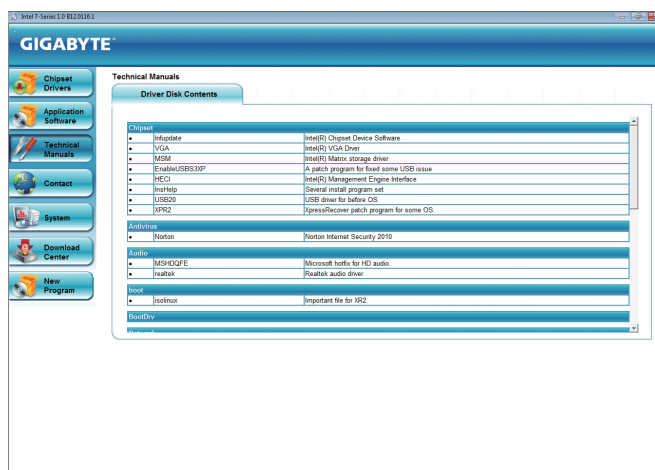 Intel 7-Series 1.0 B12.0116.1
GIGABYTE™
Chipset
Drivers
Application
Software
Technical
Manuals
Contact
System
Download
Center
New
Program
Technical Manuals
Driver Disk Contents
Chipset
• Infupdate Intel(R) Chipset Device Software
• VGA Intel(R) VGA Driver
• MSM Intel(R) Matrix storage driver
• EnableUSBS3XP A patch program for fixed some USB issue
• HECI Intel(R) Management Engine Interface
• InsHelp Several install program set
• USB20 USB driver for before OS.
• XPR2 XpressRecover patch program for some OS.
Antivirus
• Norton Norton Internet Security 2010
Audio
• MSHDQFE Microsoft hotfix for HD audio.
• realtek Realtek audio driver.
boot
• isolinux Important file for XR2.
BootDrv